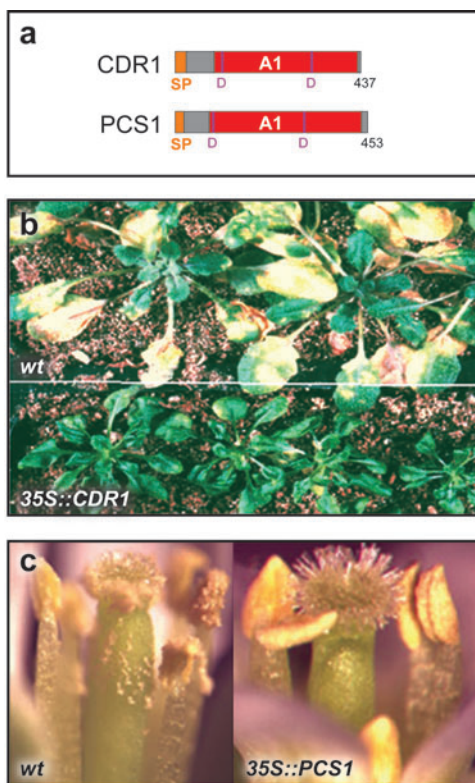 a
CDR1
A1
SP D D 437
PCS1
A1
SP D D 453
b
wt
35S::CDR1
c
wt
35S::PCS1